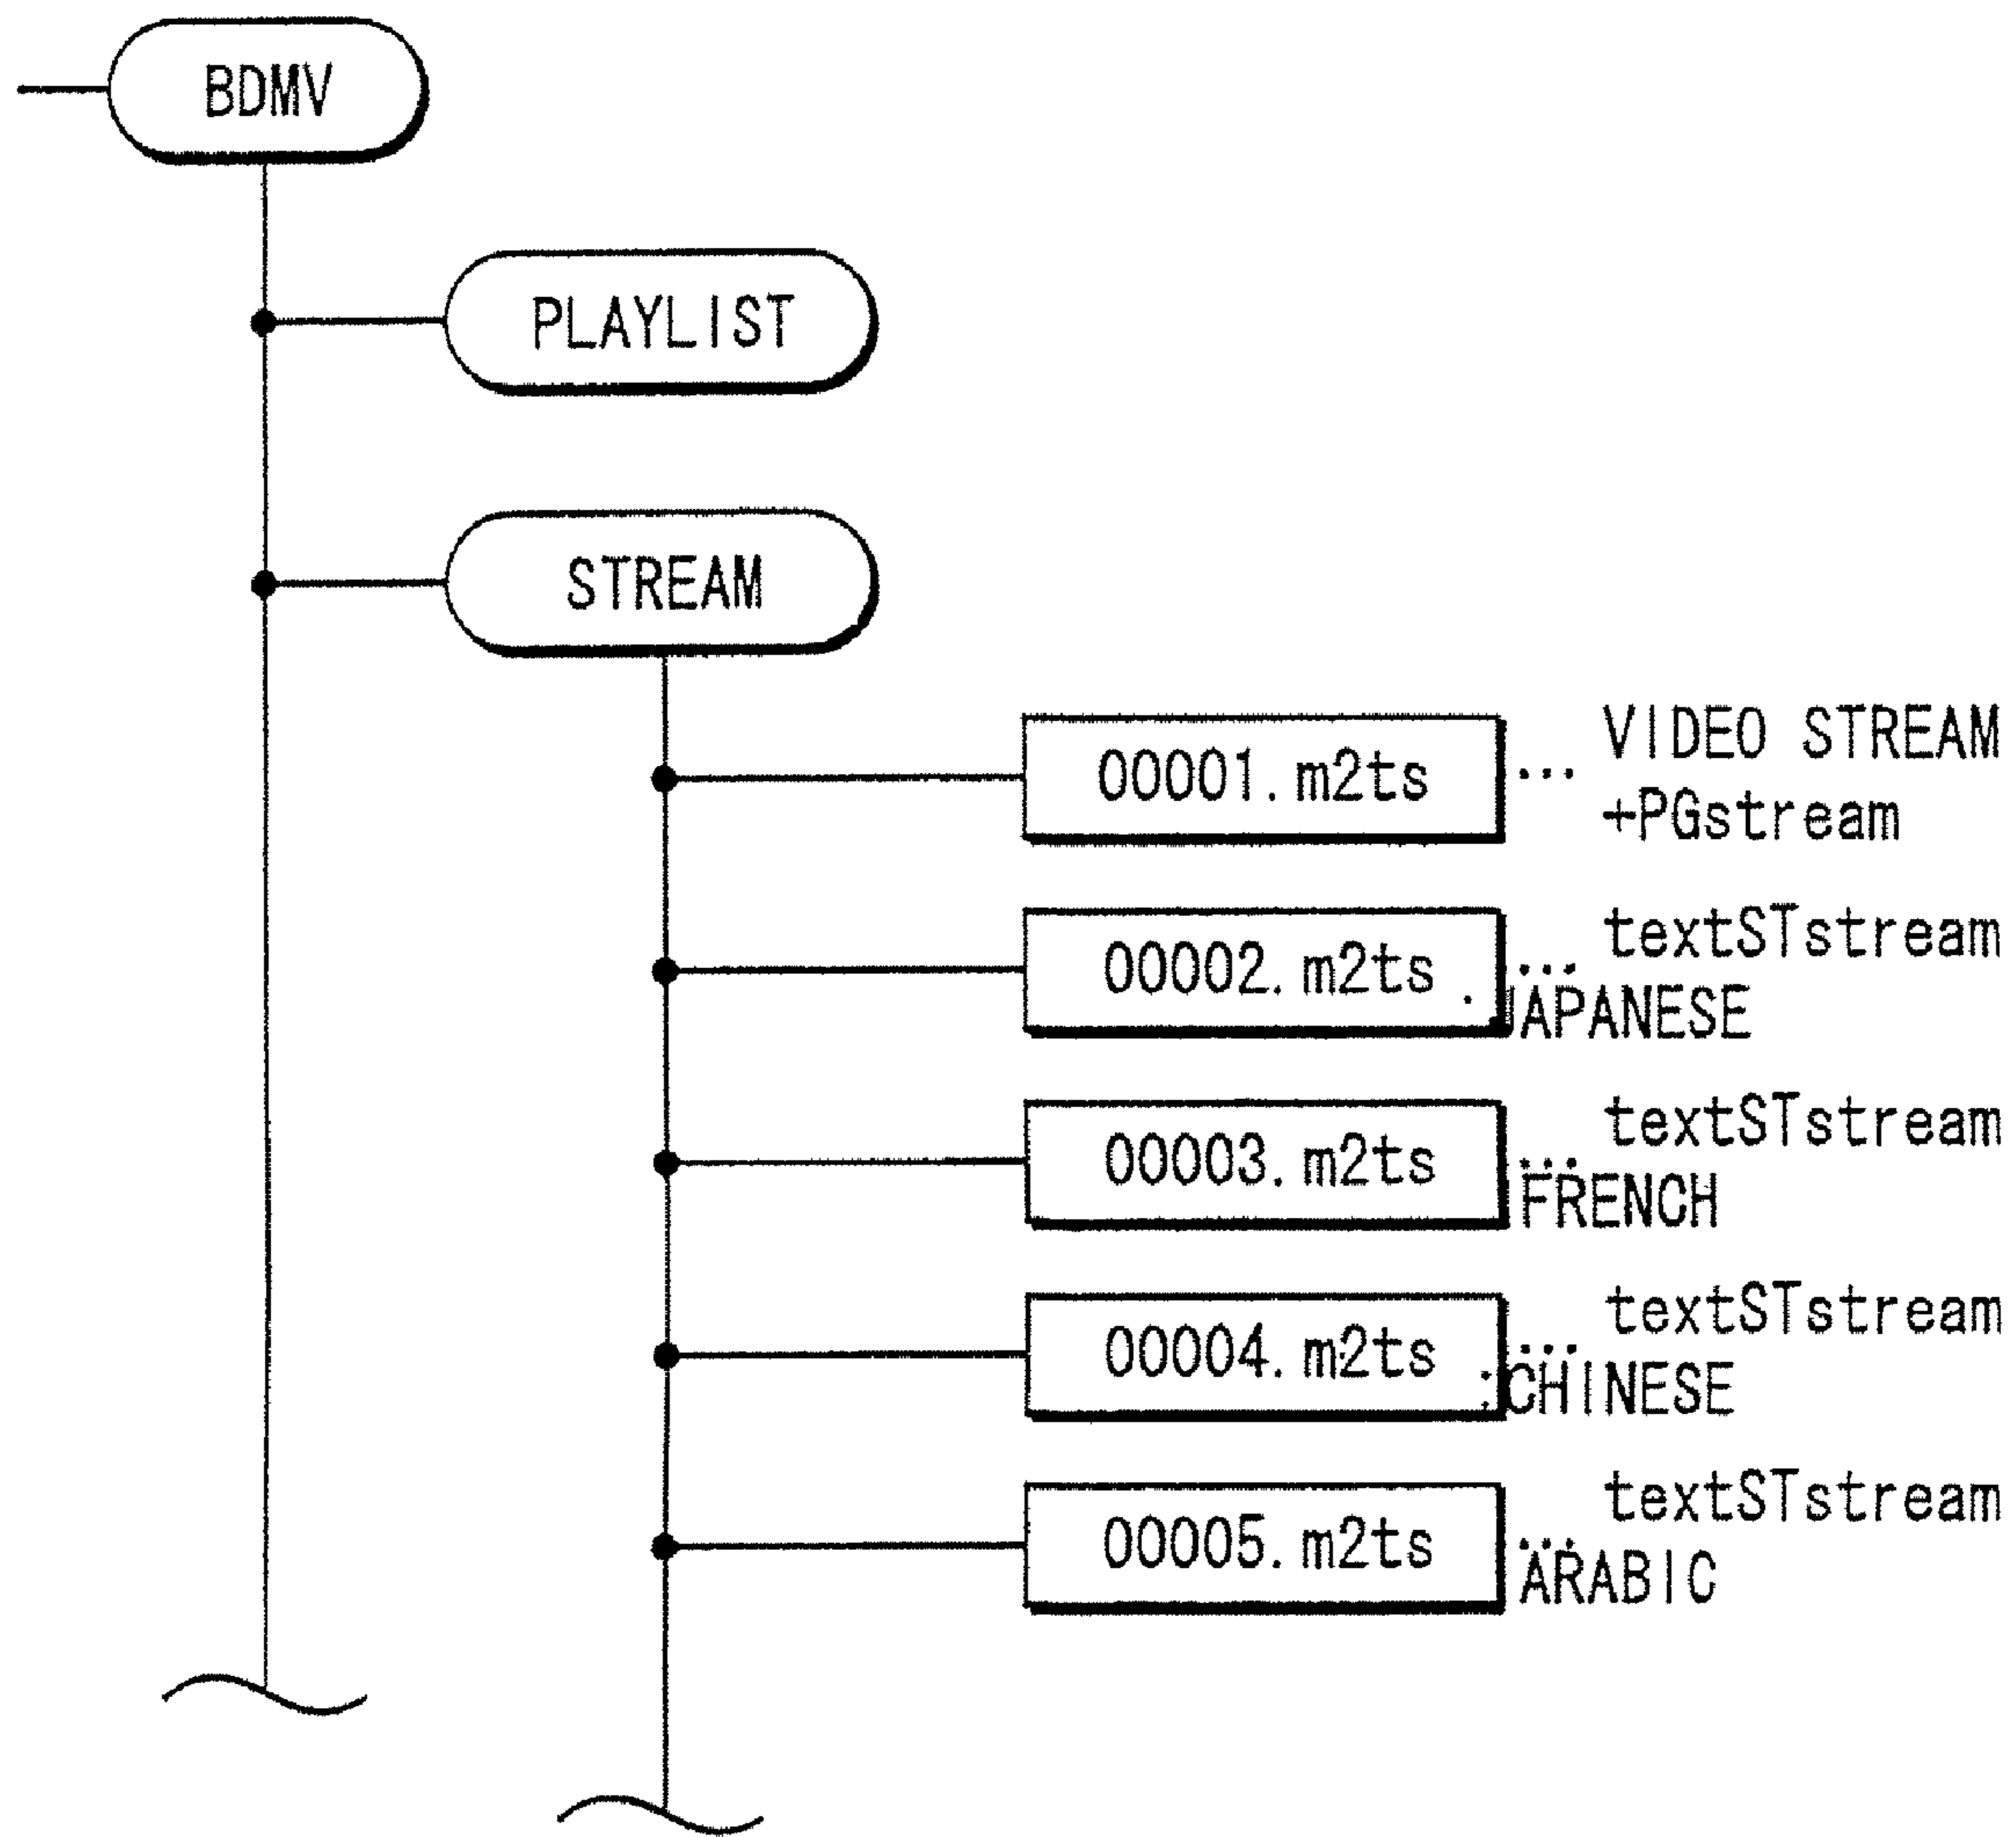 BDMV
PLAYLIST
STREAM
00001.m2ts ... VIDEO STREAM
+PGstream
00002.m2ts ... textSTstream
JAPANESE
00003.m2ts ... textSTstream
FRENCH
00004.m2ts ... textSTstream
:CHINESE
00005.m2ts ... textSTstream
ARABIC